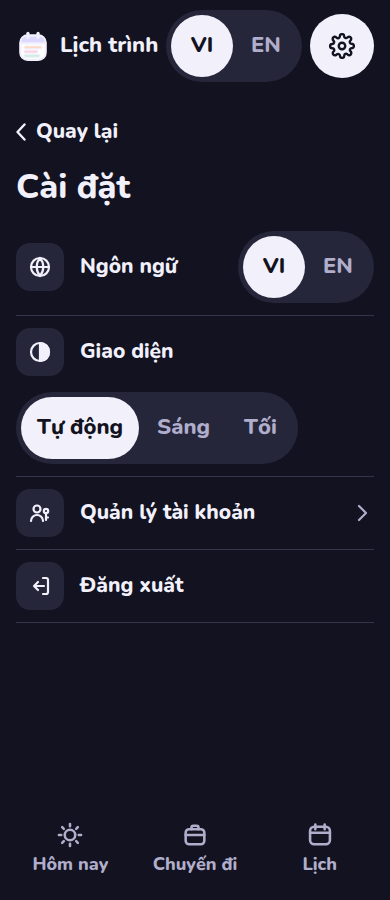 Lịch trình VI EN
Quay lại
Cài đặt
Ngôn ngữ VI EN
Giao diện
Tự động Sáng Tối
Quản lý tài khoản
Đăng xuất
Hôm nay Chuyến đi Lịch